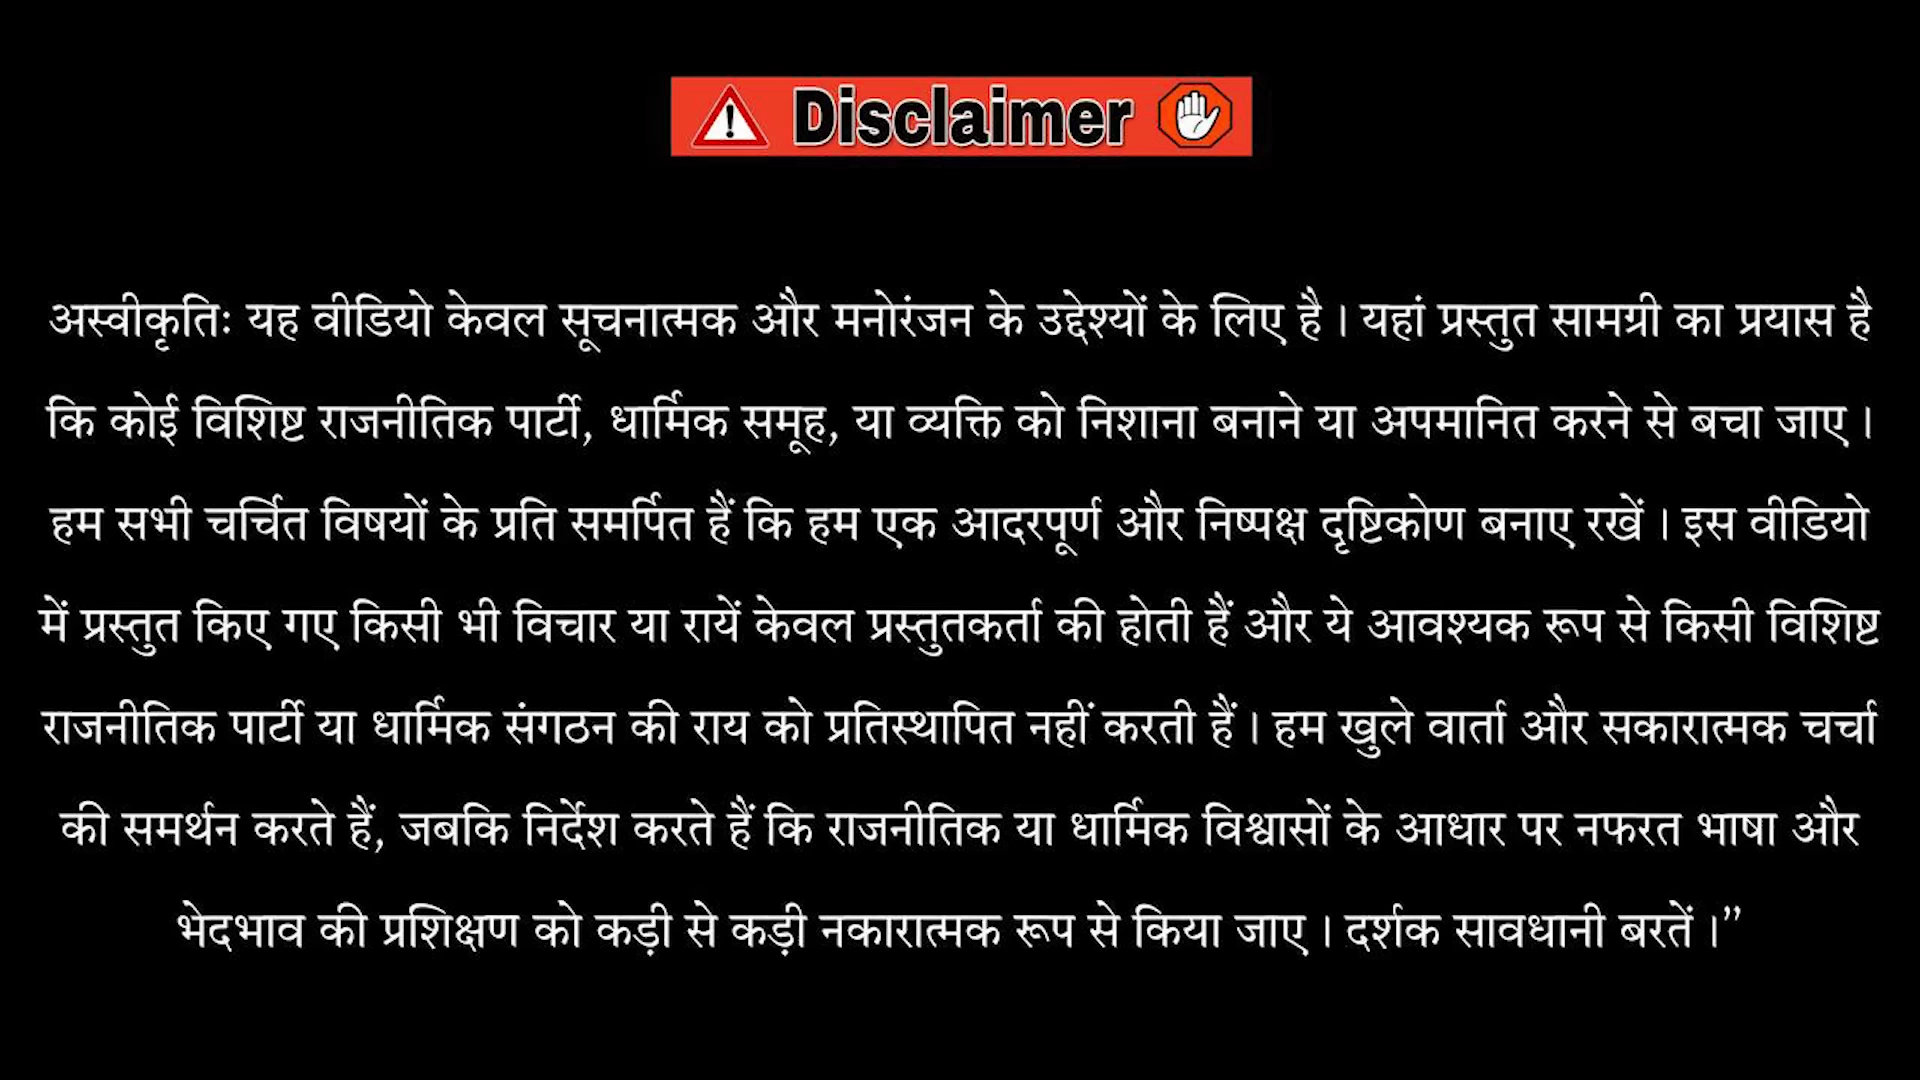 Disclaimer
अस्वीकृतिः यह वीडियो केवल सूचनात्मक और मनोरंजन के उद्देश्यों के लिए है। यहां प्रस्तुत सामग्री का प्रयास है
कि कोई विशिष्ट राजनीतिक पार्टी, धार्मिक समूह, या व्यक्ति को निशाना बनाने या अपमानित करने से बचा जाए।
हम सभी चर्चित विषयों के प्रति समर्पित हैं कि हम एक आदरपूर्ण और निष्पक्ष दृष्टिकोण बनाए रखें। इस वीडियो
में प्रस्तुत किए गए किसी भी विचार या रायें केवल प्रस्तुतकर्ता की होती हैं और ये आवश्यक रूप से किसी विशिष्ट
राजनीतिक पार्टी या धार्मिक संगठन की राय को प्रतिस्थापित नहीं करती हैं। हम खुले वार्ता और सकारात्मक चर्चा
की समर्थन करते हैं, जबकि निर्देश करते हैं कि राजनीतिक या धार्मिक विश्वासों के आधार पर नफरत भाषा और
भेदभाव की प्रशिक्षण को कड़ी से कड़ी नकारात्मक रूप से किया जाए। दर्शक सावधानी बरतें।”